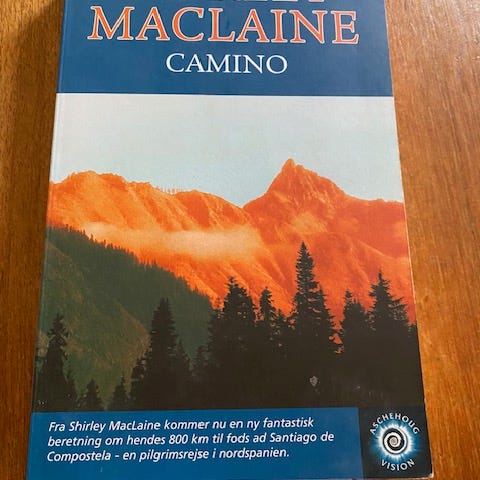 MACLAINE
CAMINO
Fra Shirley MacLaine kommer nu en ny fantastisk
beretning om hendes 800 km til fods ad Santiago de
Compostela - en pilgrimsrejse i nordspanien.
ASCHEHOUG
VISION